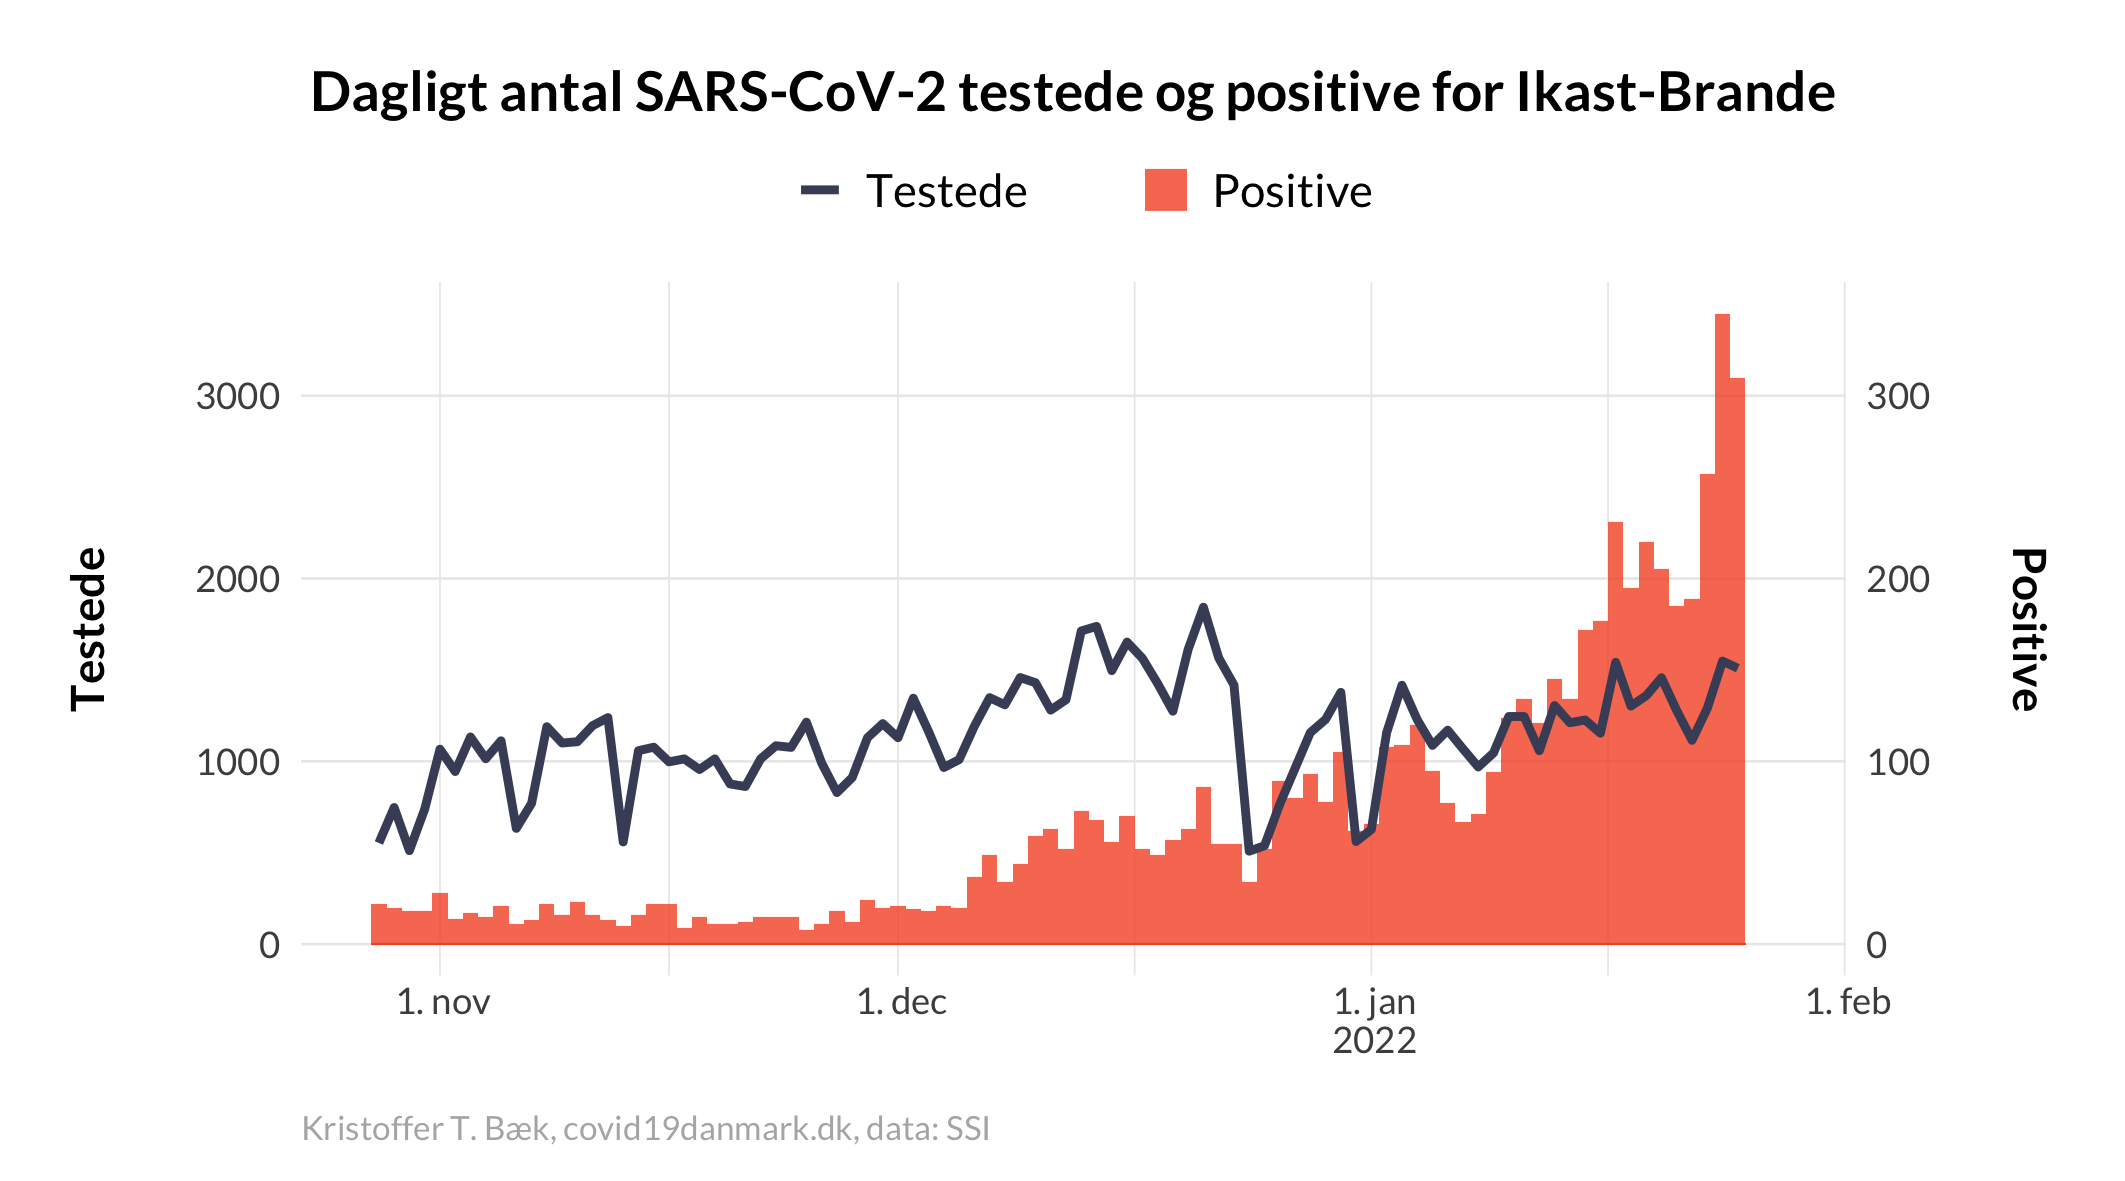 Dagligt antal SARS-CoV-2 testede og positive for Ikast-Brande
Testede
Positive
Testede
3000
2000
1000
0
300
200
100
0
Positive
1. nov
1. dec
1. jan
2022
1. feb
Kristoffer T. Bæk, covid19danmark.dk, data: SSI